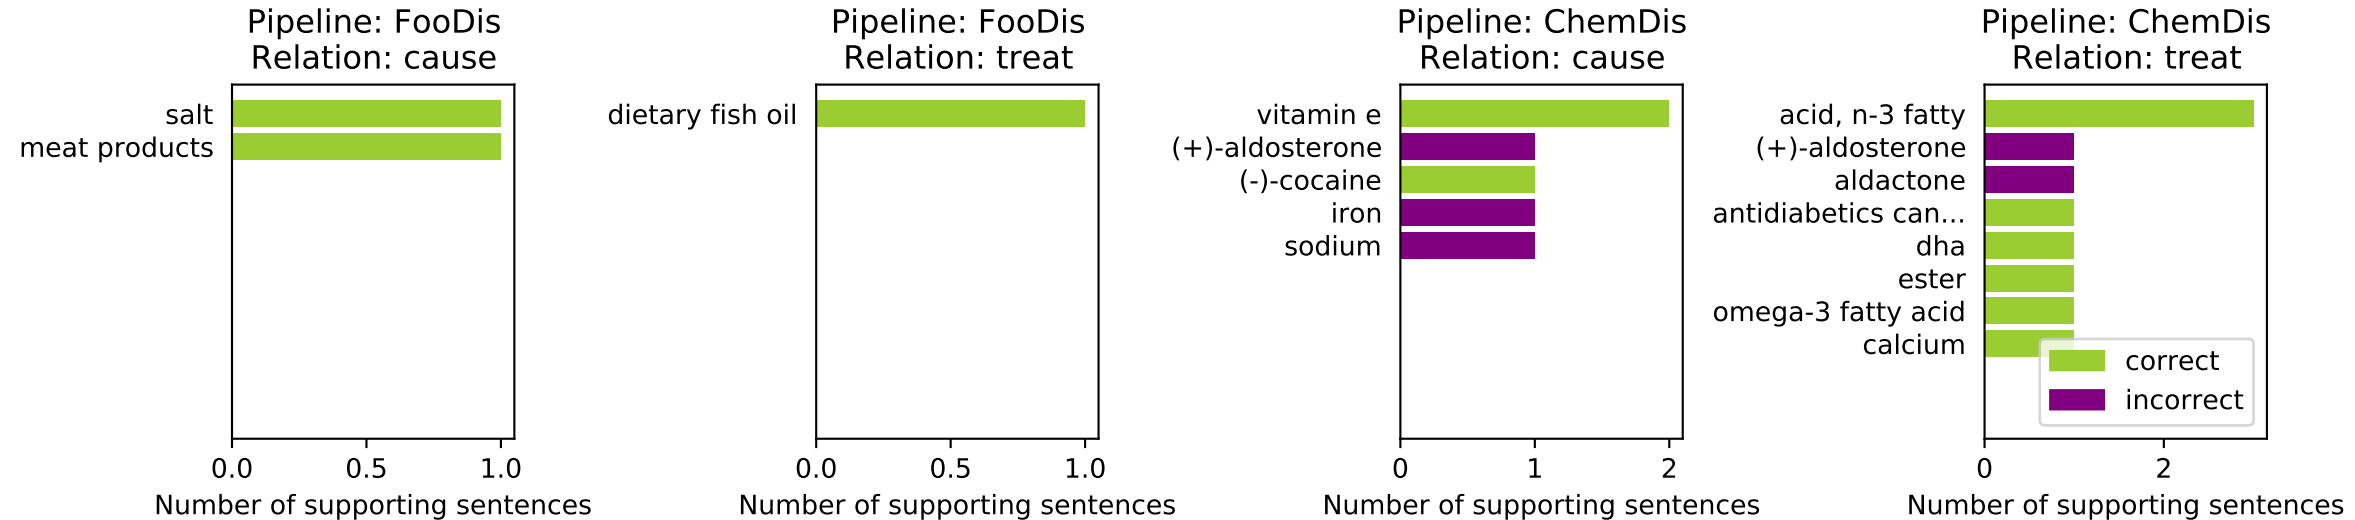 Pipeline: FooDis
Relation: cause
salt
meat products
0.0 0.5 1.0
Number of supporting sentences
Pipeline: FooDis
Relation: treat
dietary fish oil
0.0 0.5 1.0
Number of supporting sentences
Pipeline: ChemDis
Relation: cause
vitamin e
(+)-aldosterone
(-)-cocaine
iron
sodium
0 1 2
Number of supporting sentences
Pipeline: ChemDis
Relation: treat
acid, n-3 fatty
(+)-aldosterone
aldactone
antidiabetics can...
dha
ester
omega-3 fatty acid
calcium
correct
incorrect
0 2
Number of supporting sentences